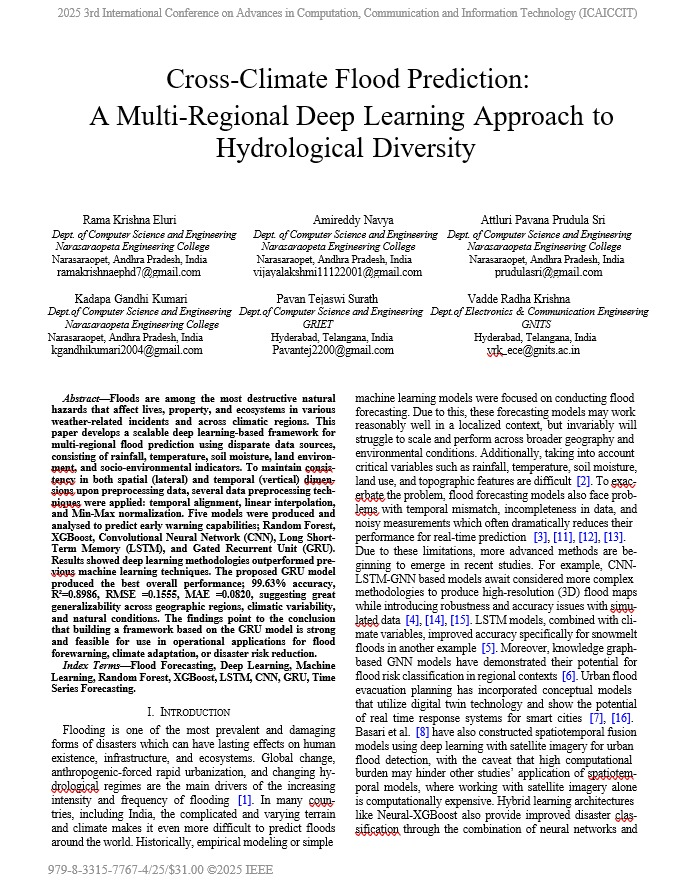 2025 3rd International Conference on Advances in Computation, Communication and Information Technology (ICAICCIT)
Cross-Climate Flood Prediction:
A Multi-Regional Deep Learning Approach to
Hydrological Diversity
Rama Krishna Eluri
Dept. of Computer Science and Engineering
Narasaraopeta Engineering College
Narasaraopet, Andhra Pradesh, India
ramakrishnaephd7@gmail.com
Amireddy Navya
Dept. of Computer Science and Engineering
Narasaraopeta Engineering College
Narasaraopet, Andhra Pradesh, India
vijayalakshmi11122001@gmail.com
Attluri Pavana Prudula Sri
Dept. of Computer Science and Engineering
Narasaraopeta Engineering College
Narasaraopet, Andhra Pradesh, India
prudulasri@gmail.com
Kadapa Gandhi Kumari
Dept.of Computer Science and Engineering
Narasaraopeta Engineering College
Narasaraopet, Andhra Pradesh, India
kgandhikumari2004@gmail.com
Pavan Tejaswi Surath
Dept.of Computer Science and Engineering
GRIET
Hyderabad, Telangana, India
Pavantej2200@gmail.com
Vadde Radha Krishna
Dept.of Electronics & Communication Engineering
GNITS
Hyderabad, Telangana, India
vrk_ece@gnits.ac.in
Abstract—Floods are among the most destructive natural
hazards that affect lives, property, and ecosystems in various
weather-related incidents and across climatic regions. This
paper develops a scalable deep learning-based framework for
multi-regional flood prediction using disparate data sources,
consisting of rainfall, temperature, soil moisture, land environ-
ment, and socio-environmental indicators. To maintain consis-
tency in both spatial (lateral) and temporal (vertical) dimen-
sions upon preprocessing data, several data preprocessing tech-
niques were applied: temporal alignment, linear interpolation,
and Min-Max normalization. Five models were produced and
analysed to predict early warning capabilities; Random Forest,
XGBoost, Convolutional Neural Network (CNN), Long Short-
Term Memory (LSTM), and Gated Recurrent Unit (GRU).
Results showed deep learning methodologies outperformed pre-
vious machine learning techniques. The proposed GRU model
produced the best overall performance; 99.63% accuracy,
R²=0.8986, RMSE =0.1555, MAE =0.0820, suggesting great
generalizability across geographic regions, climatic variability,
and natural conditions. The findings point to the conclusion
that building a framework based on the GRU model is strong
and feasible for use in operational applications for flood
forewarning, climate adaptation, or disaster risk reduction.
Index Terms—Flood Forecasting, Deep Learning, Machine
Learning, Random Forest, XGBoost, LSTM, CNN, GRU, Time
Series Forecasting.
I. INTRODUCTION
Flooding is one of the most prevalent and damaging
forms of disasters which can have lasting effects on human
existence, infrastructure, and ecosystems. Global change,
anthropogenic-forced rapid urbanization, and changing hy-
drological regimes are the main drivers of the increasing
intensity and frequency of flooding [1]. In many coun-
tries, including India, the complicated and varying terrain
and climate makes it even more difficult to predict floods
around the world. Historically, empirical modeling or simple
machine learning models were focused on conducting flood
forecasting. Due to this, these forecasting models may work
reasonably well in a localized context, but invariably will
struggle to scale and perform across broader geography and
environmental conditions. Additionally, taking into account
critical variables such as rainfall, temperature, soil moisture,
land use, and topographic features are difficult [2]. To exac-
erbate the problem, flood forecasting models also face prob-
lems with temporal mismatch, incompleteness in data, and
noisy measurements which often dramatically reduces their
performance for real-time prediction [3], [11], [12], [13].
Due to these limitations, more advanced methods are be-
ginning to emerge in recent studies. For example, CNN-
LSTM-GNN based models await considered more complex
methodologies to produce high-resolution (3D) flood maps
while introducing robustness and accuracy issues with simu-
lated data [4], [14], [15]. LSTM models, combined with cli-
mate variables, improved accuracy specifically for snowmelt
floods in another example [5]. Moreover, knowledge graph-
based GNN models have demonstrated their potential for
flood risk classification in regional contexts [6]. Urban flood
evacuation planning has incorporated conceptual models
that utilize digital twin technology and show the potential
of real time response systems for smart cities [7], [16].
Basari et al. [8] have also constructed spatiotemporal fusion
models using deep learning with satellite imagery for urban
flood detection, with the caveat that high computational
burden may hinder other studies’ application of spatiotem-
poral models, where working with satellite imagery alone
is computationally expensive. Hybrid learning architectures
like Neural-XGBoost also provide improved disaster clas-
sification through the combination of neural networks and
979-8-3315-7767-4/25/$31.00 ©2025 IEEE